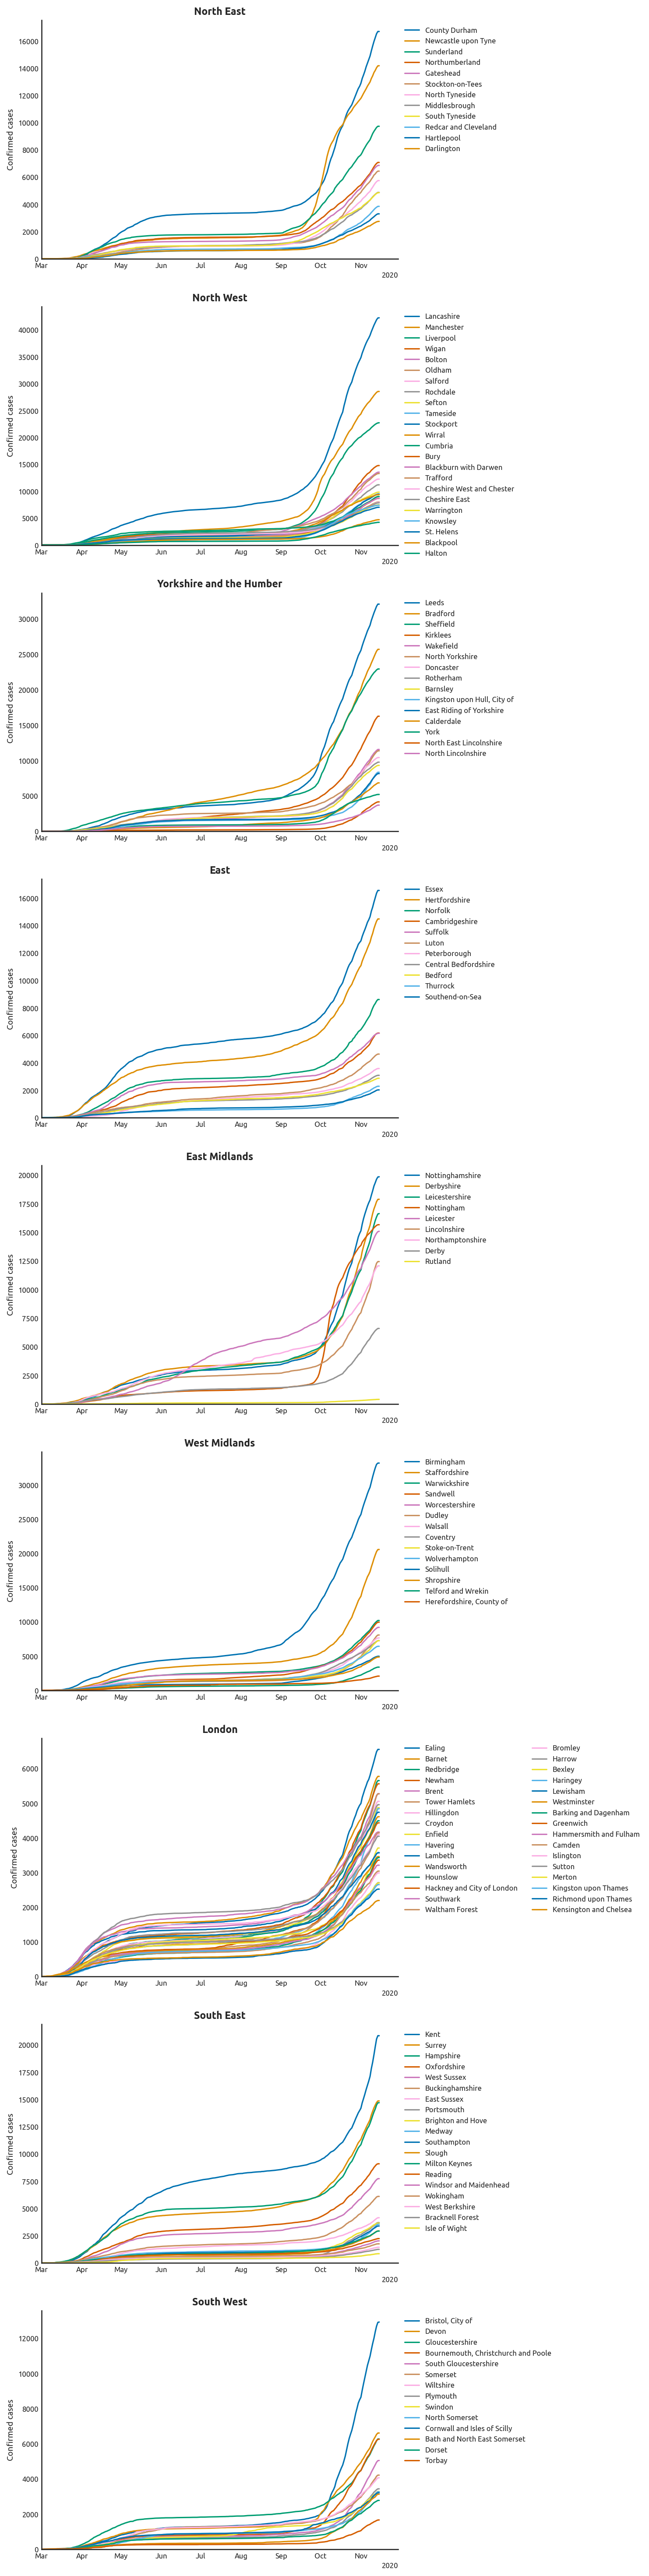 North East
Confirmed cases
16000
14000
12000
10000
8000
6000
4000
2000
0
Mar Apr May Jun Jul Aug Sep Oct Nov
2020
County Durham
Newcastle upon Tyne
Sunderland
Northumberland
Gateshead
Stockton-on-Tees
North Tyneside
Middlesbrough
South Tyneside
Redcar and Cleveland
Hartlepool
Darlington
North West
Confirmed cases
40000
35000
30000
25000
20000
15000
10000
5000
0
Mar Apr May Jun Jul Aug Sep Oct Nov
2020
Lancashire
Manchester
Liverpool
Wigan
Bolton
Oldham
Salford
Rochdale
Sefton
Tameside
Stockport
Wirral
Cumbria
Bury
Blackburn with Darwen
Trafford
Cheshire West and Chester
Cheshire East
Warrington
Knowsley
St. Helens
Blackpool
Halton
Yorkshire and the Humber
Confirmed cases
30000
25000
20000
15000
10000
5000
0
Mar Apr May Jun Jul Aug Sep Oct Nov
2020
Leeds
Bradford
Sheffield
Kirklees
Wakefield
North Yorkshire
Doncaster
Rotherham
Barnsley
Kingston upon Hull, City of
East Riding of Yorkshire
Calderdale
York
North East Lincolnshire
North Lincolnshire
East
Confirmed cases
16000
14000
12000
10000
8000
6000
4000
2000
0
Mar Apr May Jun Jul Aug Sep Oct Nov
2020
Essex
Hertfordshire
Norfolk
Cambridgeshire
Suffolk
Luton
Peterborough
Central Bedfordshire
Bedford
Thurrock
Southend-on-Sea
East Midlands
Confirmed cases
20000
17500
15000
12500
10000
7500
5000
2500
0
Mar Apr May Jun Jul Aug Sep Oct Nov
2020
Nottinghamshire
Derbyshire
Leicestershire
Nottingham
Leicester
Lincolnshire
Northamptonshire
Derby
Rutland
West Midlands
Confirmed cases
30000
25000
20000
15000
10000
5000
0
Mar Apr May Jun Jul Aug Sep Oct Nov
2020
Birmingham
Staffordshire
Warwickshire
Sandwell
Worcestershire
Dudley
Walsall
Coventry
Stoke-on-Trent
Wolverhampton
Solihull
Shropshire
Telford and Wrekin
Herefordshire, County of
London
Confirmed cases
6000
5000
4000
3000
2000
1000
0
Mar Apr May Jun Jul Aug Sep Oct Nov
2020
Ealing
Barnet
Redbridge
Newham
Brent
Tower Hamlets
Hillingdon
Croydon
Enfield
Havering
Lambeth
Wandsworth
Hounslow
Hackney and City of London
Southwark
Waltham Forest
Bromley
Harrow
Bexley
Haringey
Lewisham
Westminster
Barking and Dagenham
Greenwich
Hammersmith and Fulham
Camden
Islington
Sutton
Merton
Kingston upon Thames
Richmond upon Thames
Kensington and Chelsea
South East
Confirmed cases
20000
17500
15000
12500
10000
7500
5000
2500
0
Mar Apr May Jun Jul Aug Sep Oct Nov
2020
Kent
Surrey
Hampshire
Oxfordshire
West Sussex
Buckinghamshire
East Sussex
Portsmouth
Brighton and Hove
Medway
Southampton
Slough
Milton Keynes
Reading
Windsor and Maidenhead
Wokingham
West Berkshire
Bracknell Forest
Isle of Wight
South West
Confirmed cases
12000
10000
8000
6000
4000
2000
0
Mar Apr May Jun Jul Aug Sep Oct Nov
2020
Bristol, City of
Devon
Gloucestershire
Bournemouth, Christchurch and Poole
South Gloucestershire
Somerset
Wiltshire
Plymouth
Swindon
North Somerset
Cornwall and Isles of Scilly
Bath and North East Somerset
Dorset
Torbay